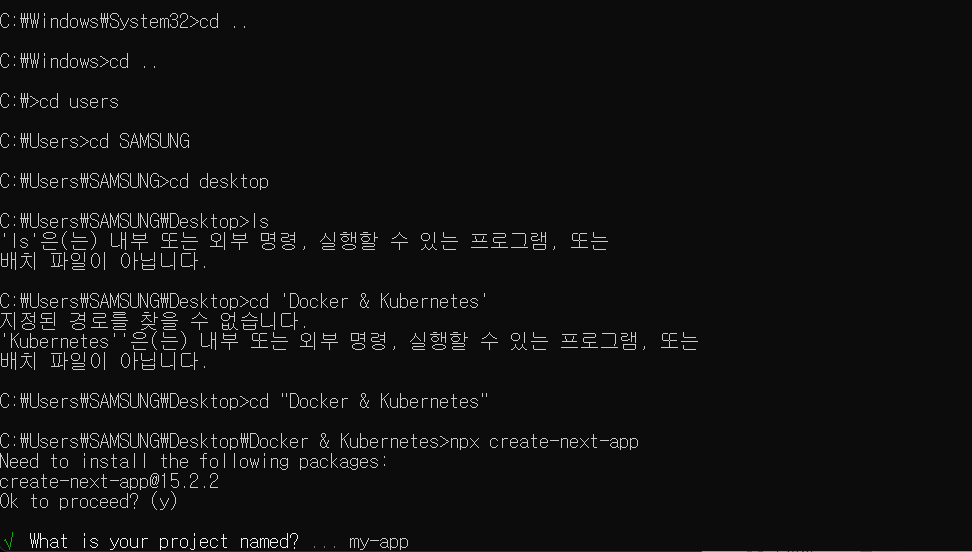 C:₩Windows₩System32>cd ..
C:₩Windows>cd ..
C:₩>cd users
C:₩Users>cd SAMSUNG
C:₩Users₩SAMSUNG>cd desktop
C:₩Users₩SAMSUNG₩Desktop>ls
'ls'은(는) 내부 또는 외부 명령, 실행할 수 있는 프로그램, 또는
배치 파일이 아닙니다.
C:₩Users₩SAMSUNG₩Desktop>cd 'Docker & Kubernetes'
지정된 경로를 찾을 수 없습니다.
'Kubernetes''은(는) 내부 또는 외부 명령, 실행할 수 있는 프로그램, 또는
배치 파일이 아닙니다.
C:₩Users₩SAMSUNG₩Desktop>cd "Docker & Kubernetes"
C:₩Users₩SAMSUNG₩Desktop₩Docker & Kubernetes>npx create-next-app
Need to install the following packages:
create-next-app@15.2.2
Ok to proceed? (y)
√ What is your project named? ... my-app